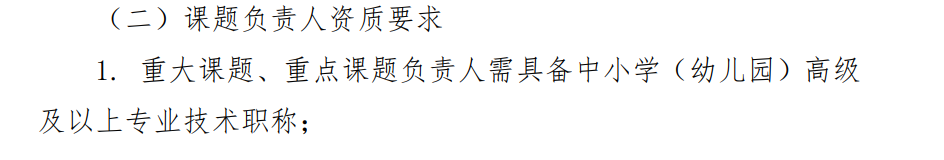 （二）课题负责人资质要求
1. 重大课题、重点课题负责人需具备中小学（幼儿园）高级
及以上专业技术职称；